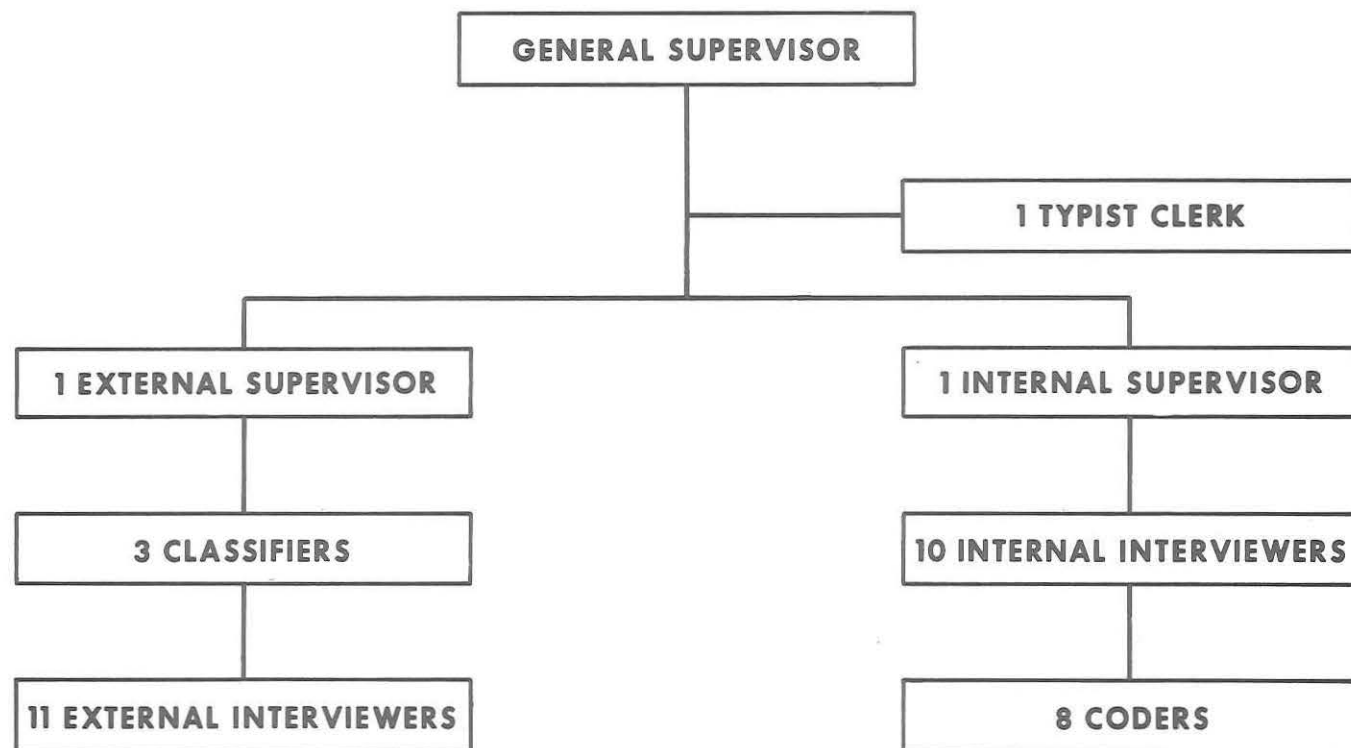 GENERAL SUPERVISOR
1 TYPIST CLERK
1 EXTERNAL SUPERVISOR
1 INTERNAL SUPERVISOR
3 CLASSIFIERS
10 INTERNAL INTERVIEWERS
11 EXTERNAL INTERVIEWERS
8 CODERS